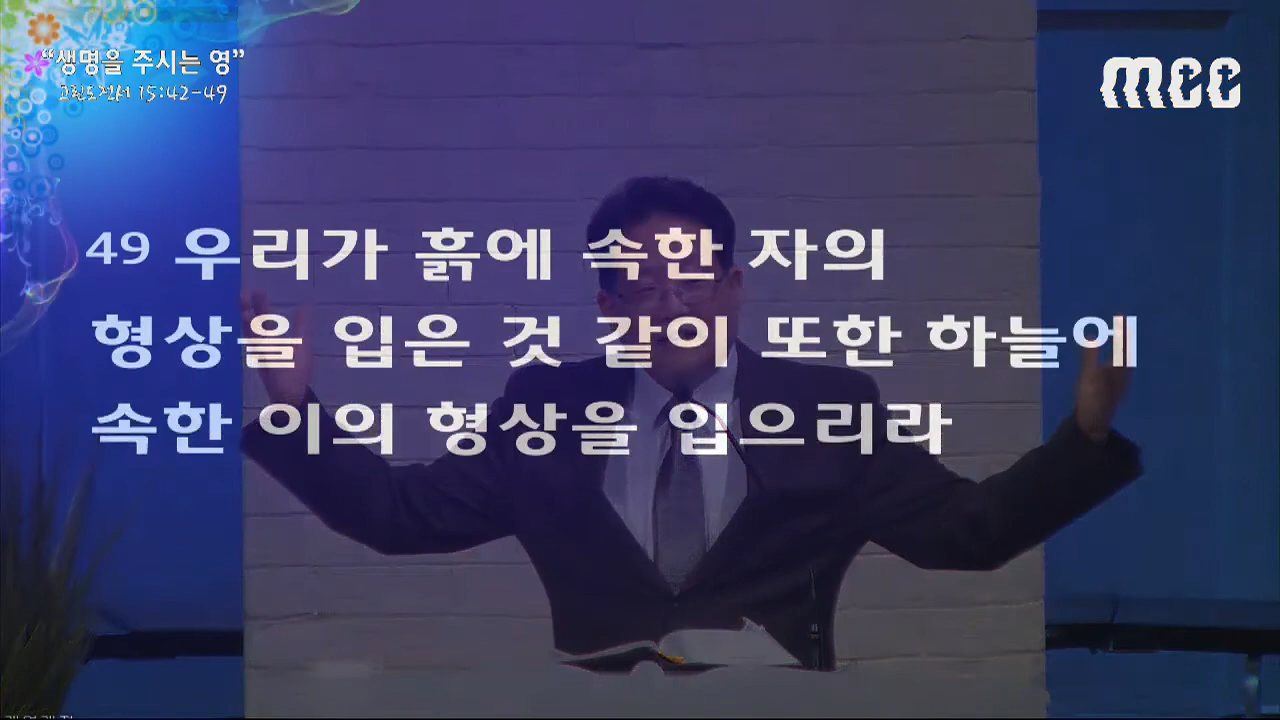 “생명을 주시는 영”
고린도전서 15:42-49
mcc
49 우리가 흙에 속한 자의
형상을 입은 것 같이 또한 하늘에
속한 이의 형상을 입으리라